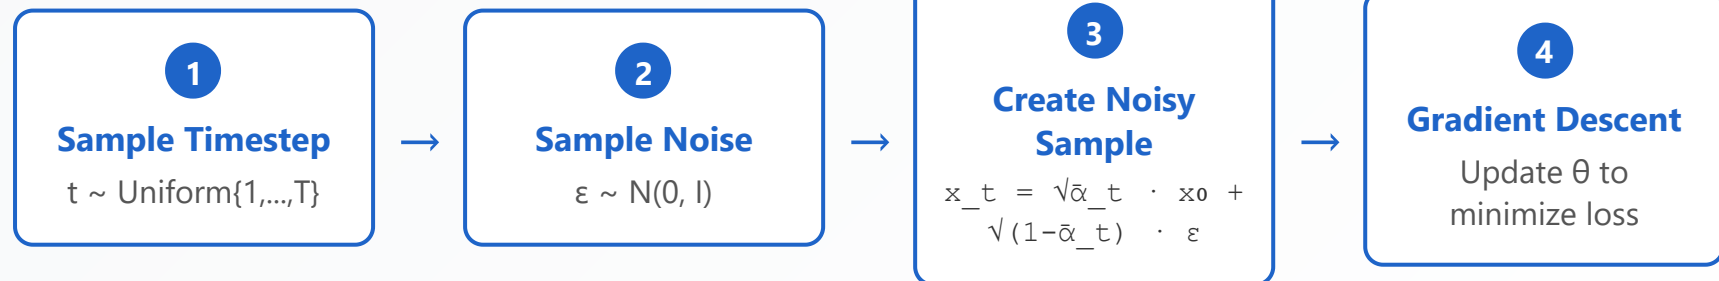 1
Sample Timestep
t ~ Uniform{1,...,T}
→
2
Sample Noise
ε ~ N(0, I)
→
3
Create Noisy
Sample
x_t = √ᾱ_t · x₀ +
√(1-ᾱ_t) · ε
→
4
Gradient Descent
Update θ to
minimize loss